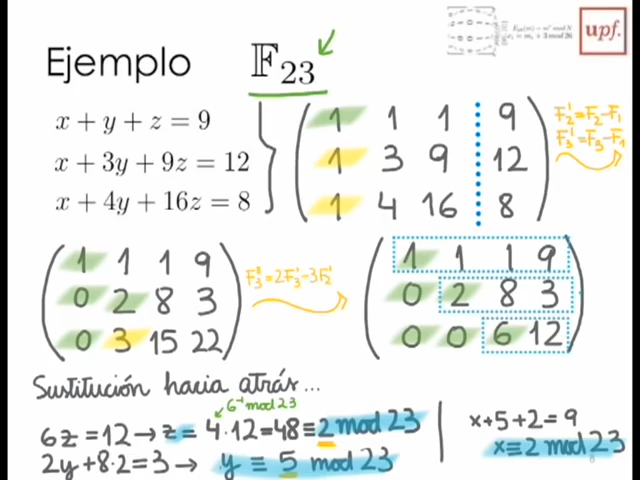 upf.
Ejemplo 𝔽₂₃
x + y + z = 9
x + 3y + 9z = 12
x + 4y + 16z = 8
1 1 1 9
1 3 9 12
1 4 16 8
F₂' = F₂ - F₁
F₃' = F₃ - F₁
1 1 1 9
0 2 8 3
0 3 15 22
F₃'' = 2F₃' - 3F₂'
1 1 1 9
0 2 8 3
0 0 6 12
Sustitución hacia atrás...
6⁻¹ mod 23
6z = 12 → z = 4·12 = 48 ≡ 2 mod 23
2y + 8·2 = 3 → y ≡ 5 mod 23
x + 5 + 2 = 9
x ≡ 2 mod 23